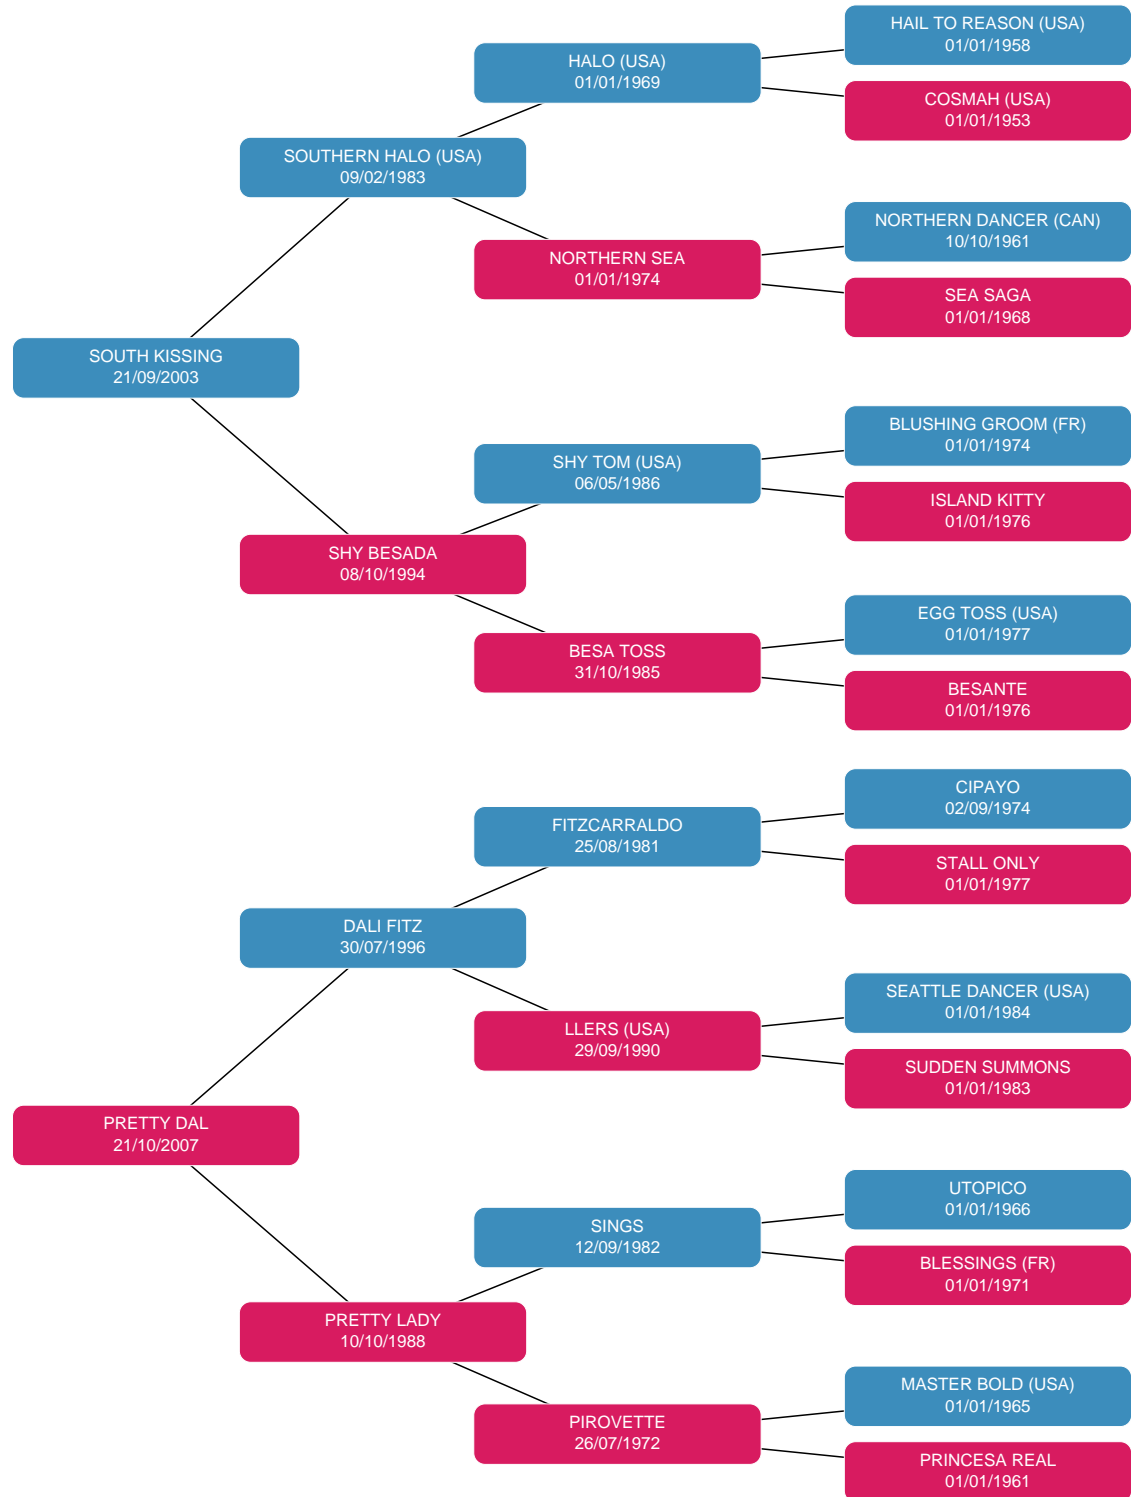 HAIL TO REASON (USA)
01/01/1958
HALO (USA)
01/01/1969
COSMAH (USA)
01/01/1953
SOUTHERN HALO (USA)
09/02/1983
NORTHERN DANCER (CAN)
10/10/1961
NORTHERN SEA
01/01/1974
SEA SAGA
01/01/1968
SOUTH KISSING
21/09/2003
BLUSHING GROOM (FR)
01/01/1974
SHY TOM (USA)
06/05/1986
ISLAND KITTY
01/01/1976
SHY BESADA
08/10/1994
EGG TOSS (USA)
01/01/1977
BESA TOSS
31/10/1985
BESANTE
01/01/1976
CIPAYO
02/09/1974
FITZCARRALDO
25/08/1981
STALL ONLY
01/01/1977
DALI FITZ
30/07/1996
SEATTLE DANCER (USA)
01/01/1984
LLERS (USA)
29/09/1990
SUDDEN SUMMONS
01/01/1983
PRETTY DAL
21/10/2007
UTOPICO
01/01/1966
SINGS
12/09/1982
BLESSINGS (FR)
01/01/1971
PRETTY LADY
10/10/1988
MASTER BOLD (USA)
01/01/1965
PIROVETTE
26/07/1972
PRINCESA REAL
01/01/1961